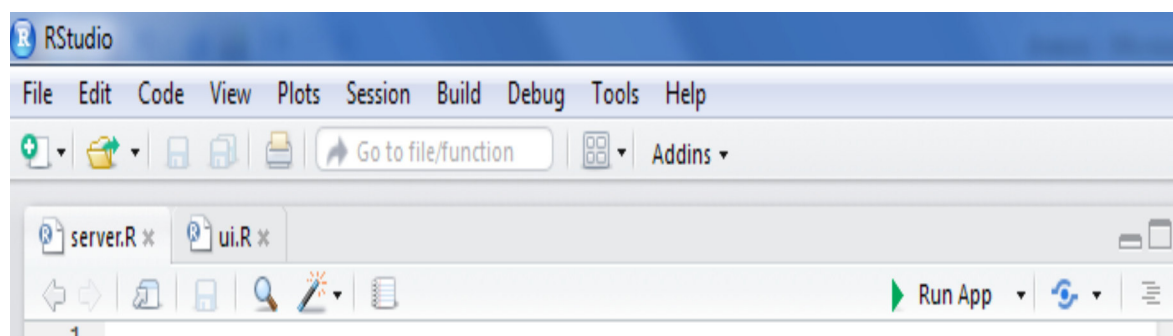 RStudio
File Edit Code View Plots Session Build Debug Tools Help
Go to file/function Addins
server.R ui.R
Run App
1